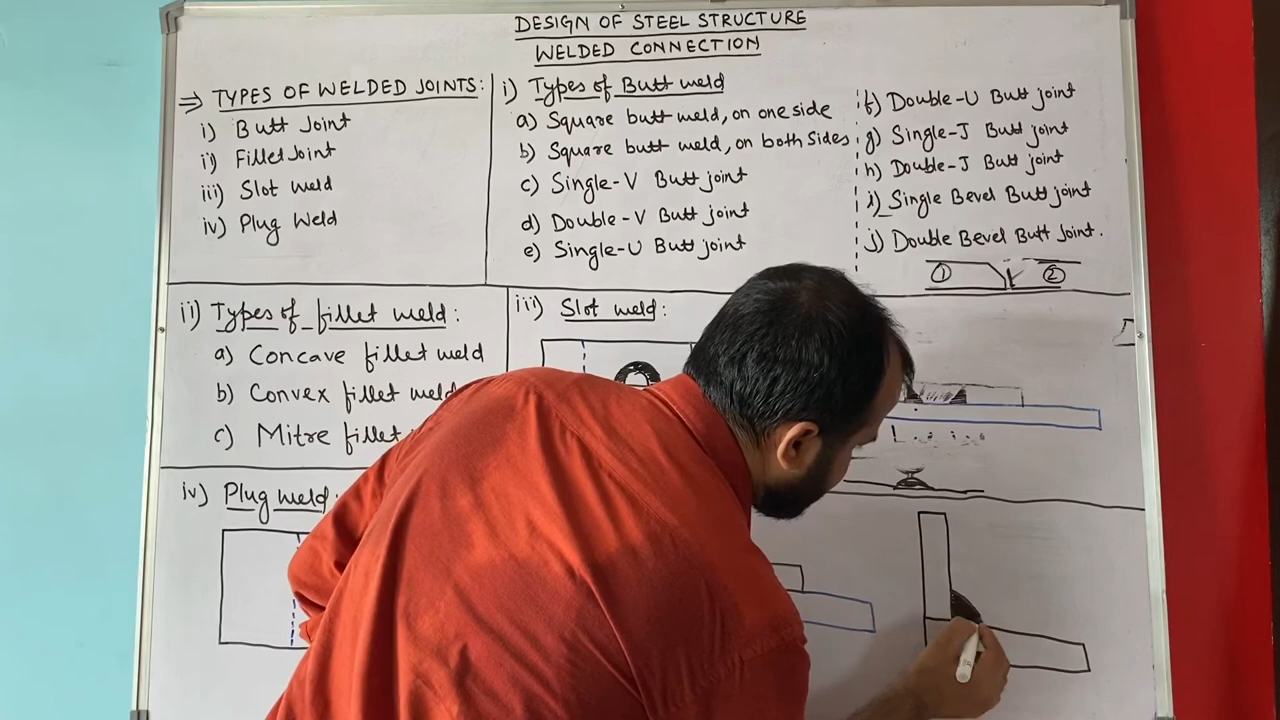 DESIGN OF STEEL STRUCTURE
WELDED CONNECTION
⇒ TYPES OF WELDED JOINTS:
i) Butt Joint
ii) Fillet Joint
iii) Slot weld
iv) Plug Weld
i) Types of Butt weld
a) Square butt weld, on one side
b) Square butt weld, on both Sides
c) Single-V Butt joint
d) Double-V Butt joint
e) Single-U Butt joint
f) Double-U Butt joint
g) Single-J Butt joint
h) Double-J Butt joint
i) Single Bevel Butt joint
j) Double Bevel Butt Joint.
① ②
ii) Types of fillet weld:
a) Concave fillet weld
b) Convex fillet weld
c) Mitre fillet
iii) Slot weld:
iv) Plug weld: